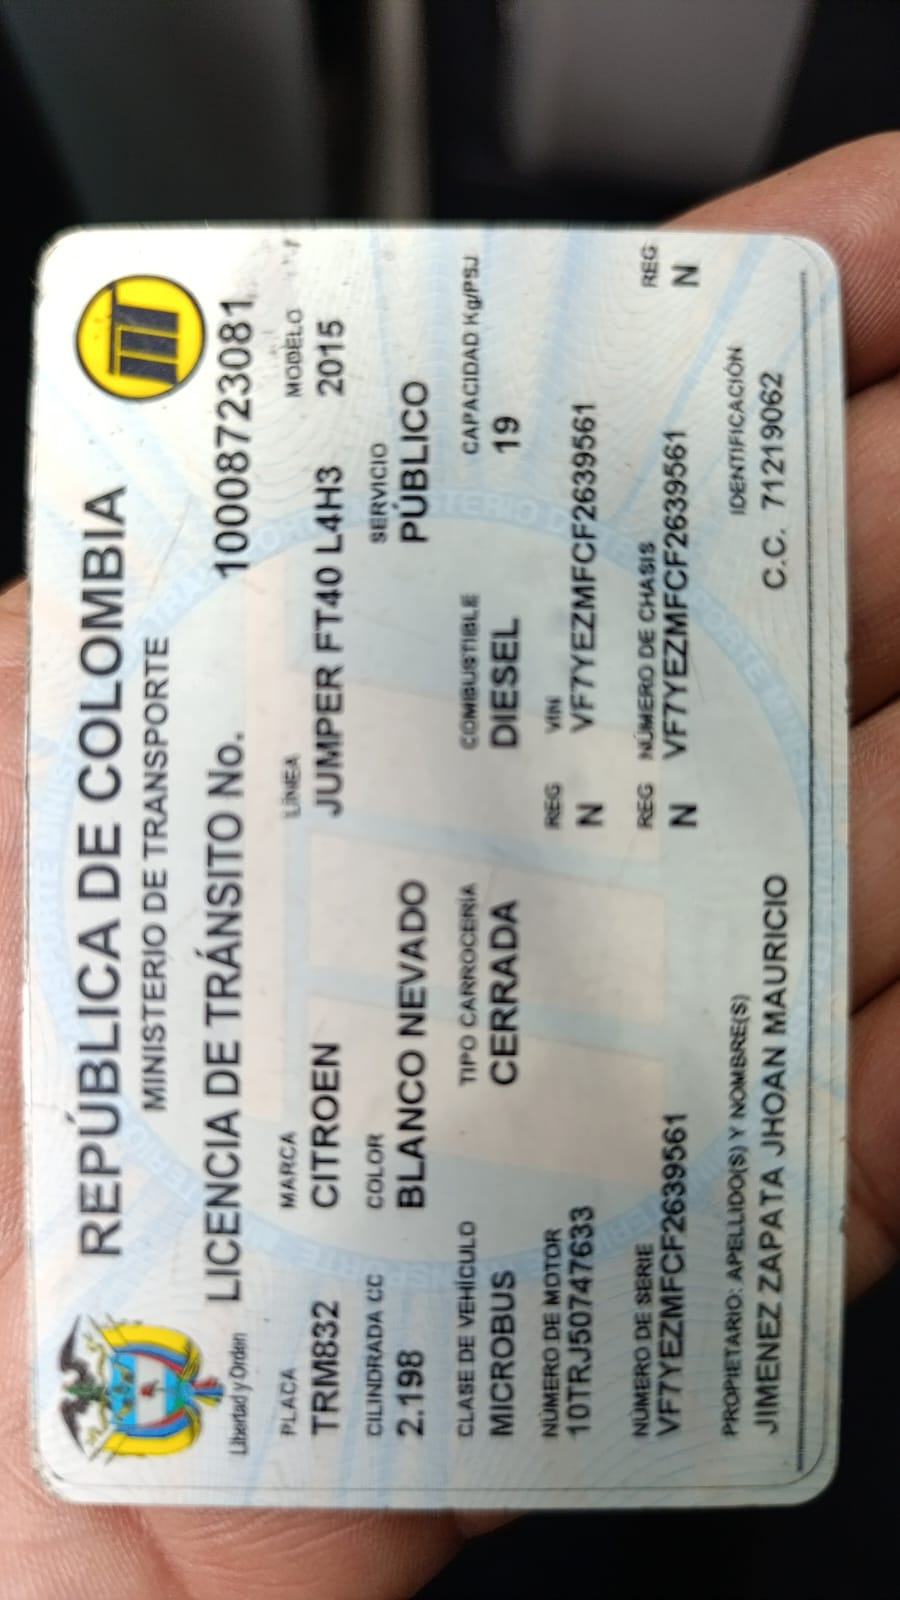 REPÚBLICA DE COLOMBIA
MINISTERIO DE TRANSPORTE
Libertad y Orden
LICENCIA DE TRÁNSITO No. 10008723081
PLACA MARCA LÍNEA MODELO
TRM832 CITROEN JUMPER FT40 L4H3 2015
CILINDRADA CC COLOR SERVICIO
2.198 BLANCO NEVADO PÚBLICO
CLASE DE VEHÍCULO TIPO CARROCERÍA COMBUSTIBLE CAPACIDAD Kg/PSJ
MICROBUS CERRADA DIESEL 19
NÚMERO DE MOTOR REG VIN
10TRJ50747633 N VF7YEZMFCF2639561
NÚMERO DE SERIE REG NÚMERO DE CHASIS REG
VF7YEZMFCF2639561 N VF7YEZMFCF2639561 N
PROPIETARIO: APELLIDO(S) Y NOMBRE(S) IDENTIFICACIÓN
JIMENEZ ZAPATA JHOAN MAURICIO C.C. 71219062